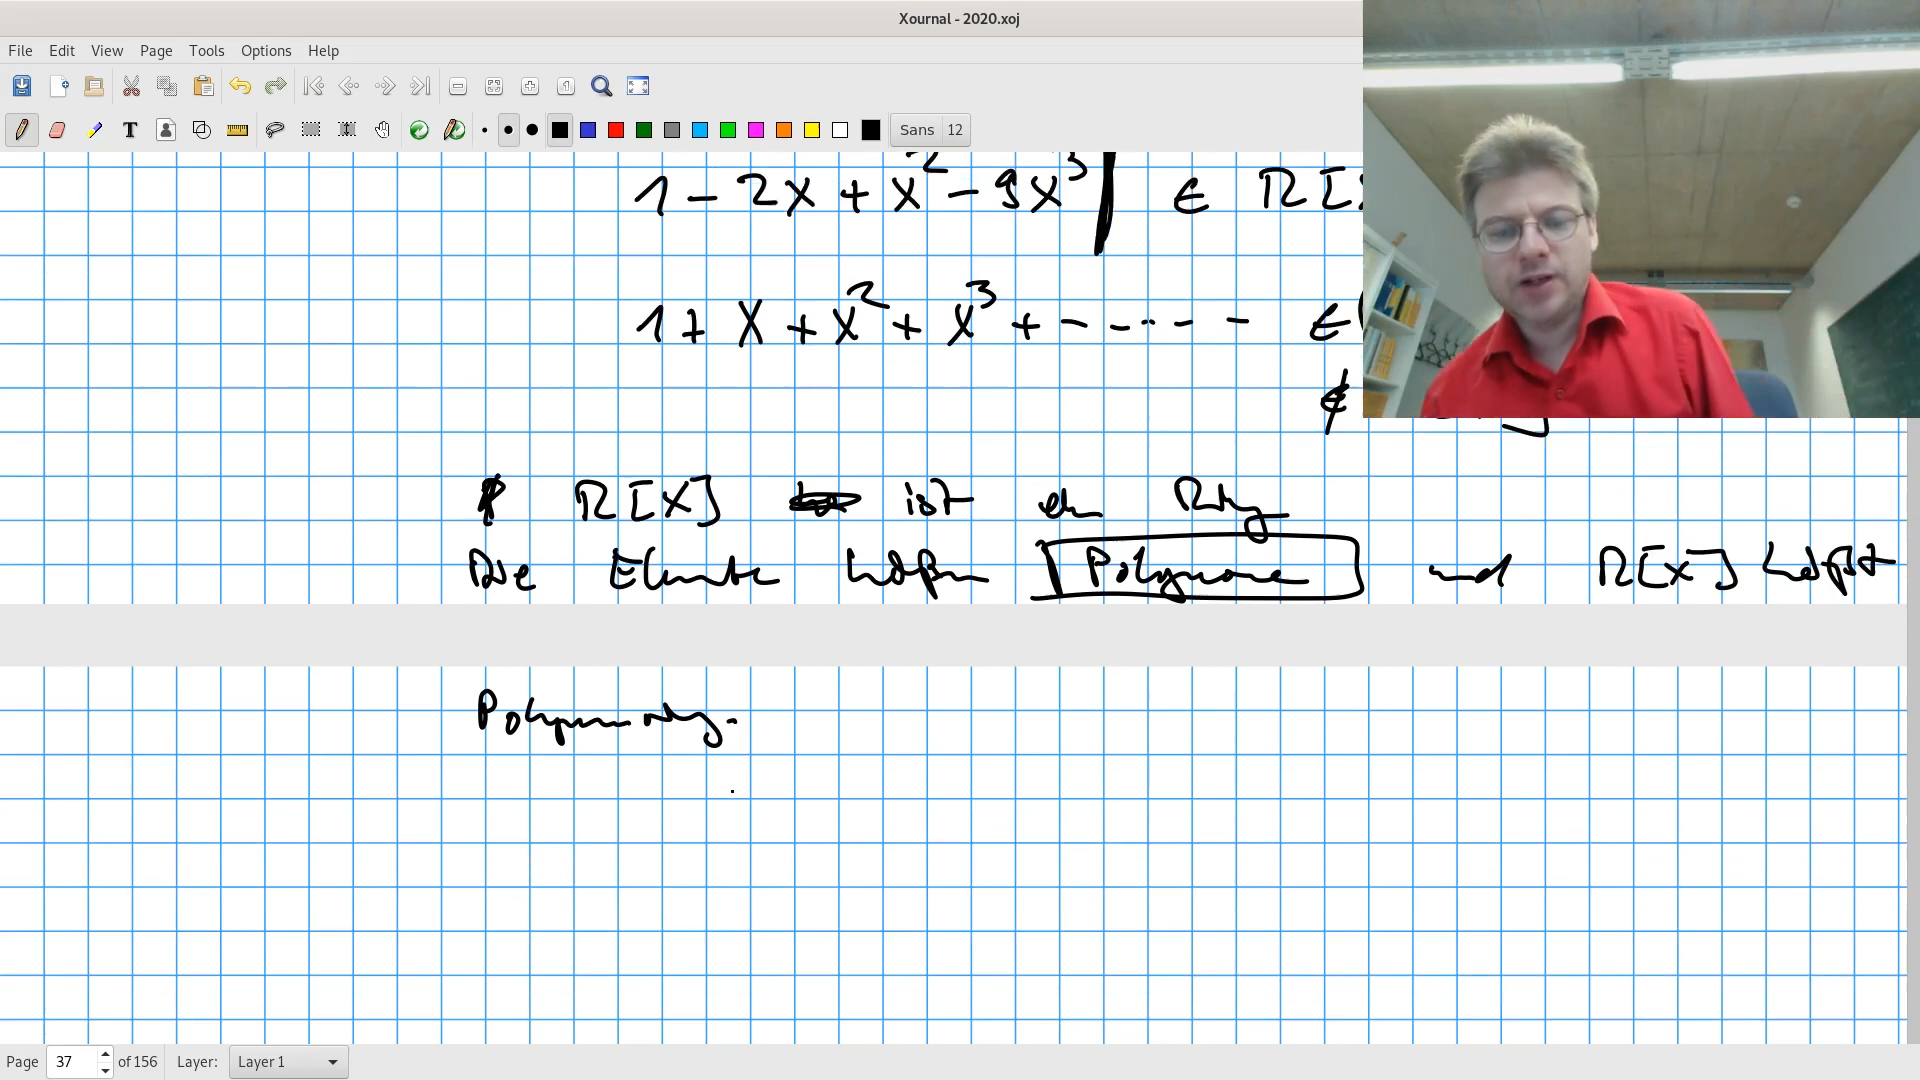 Xournal - 2020.xoj
File Edit View Page Tools Options Help
Sans 12
1 - 2X + X² - 9X³ ∈ R[X
1 + X + X² + X³ + - - ··· - - ∈
∉
R[X] ist ein Ring
Die Elemente heißen Polynome und R[X] heißt
Polynomring.
Page 37 of 156 Layer: Layer 1